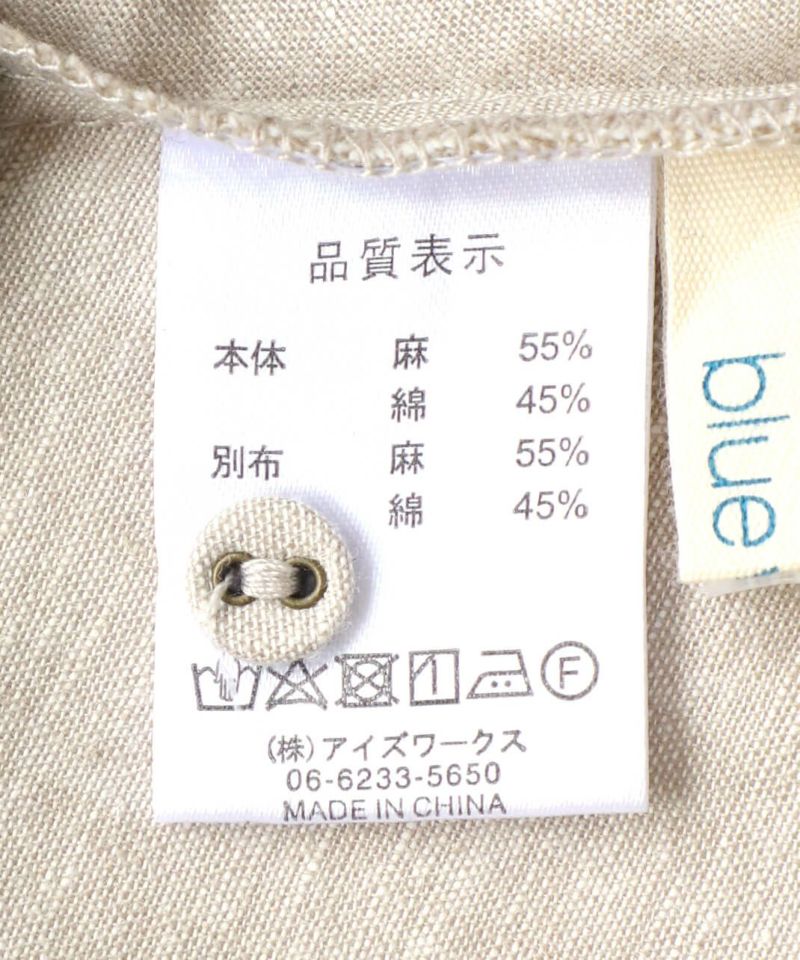 品質表示
本体 麻 55%
綿 45%
別布 麻 55%
綿 45%
F
(株)アイズワークス
06-6233-5650
MADE IN CHINA
blue